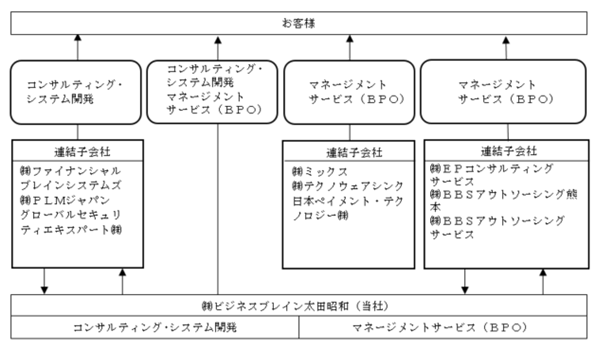 お客様
コンサルティング・
システム開発
コンサルティング・
システム開発
マネージメント
サービス（ＢＰＯ）
マネージメント
サービス（ＢＰＯ）
マネージメント
サービス（ＢＰＯ）
連結子会社
㈱ファイナンシャル
ブレインシステムズ
㈱ＰＬＭジャパン
グローバルセキュリ
ティエキスパート㈱
連結子会社
㈱ミックス
㈱テクノウェアシンク
日本ペイメント・テク
ノロジー㈱
連結子会社
㈱ＥＰコンサルティング
サービス
㈱ＢＢＳアウトソーシング熊
本
㈱ＢＢＳアウトソーシング
サービス
㈱ビジネスブレイン太田昭和（当社）
コンサルティング・システム開発
マネージメントサービス（ＢＰＯ）